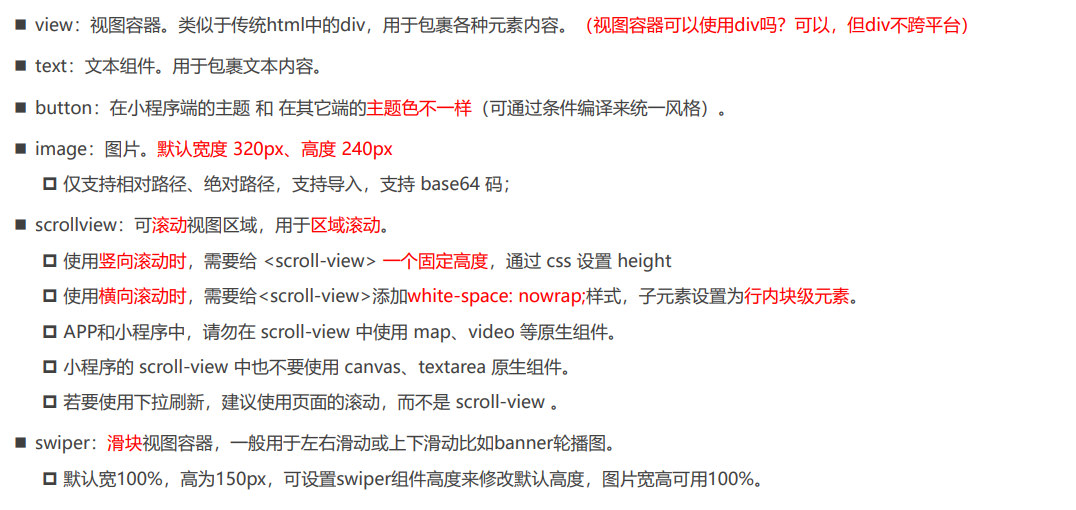 view：视图容器。类似于传统html中的div，用于包裹各种元素内容。（视图容器可以使用div吗？可以，但div不跨平台）
text：文本组件。用于包裹文本内容。
button：在小程序端的主题 和 在其它端的主题色不一样（可通过条件编译来统一风格）。
image：图片。默认宽度 320px、高度 240px
仅支持相对路径、绝对路径，支持导入，支持 base64 码；
scrollview：可滚动视图区域，用于区域滚动。
使用竖向滚动时，需要给 <scroll-view> 一个固定高度，通过 css 设置 height
使用横向滚动时，需要给<scroll-view>添加white-space: nowrap;样式，子元素设置为行内块级元素。
APP和小程序中，请勿在 scroll-view 中使用 map、video 等原生组件。
小程序的 scroll-view 中也不要使用 canvas、textarea 原生组件。
若要使用下拉刷新，建议使用页面的滚动，而不是 scroll-view 。
swiper：滑块视图容器，一般用于左右滑动或上下滑动比如banner轮播图。
默认宽100%，高为150px，可设置swiper组件高度来修改默认高度，图片宽高可用100%。